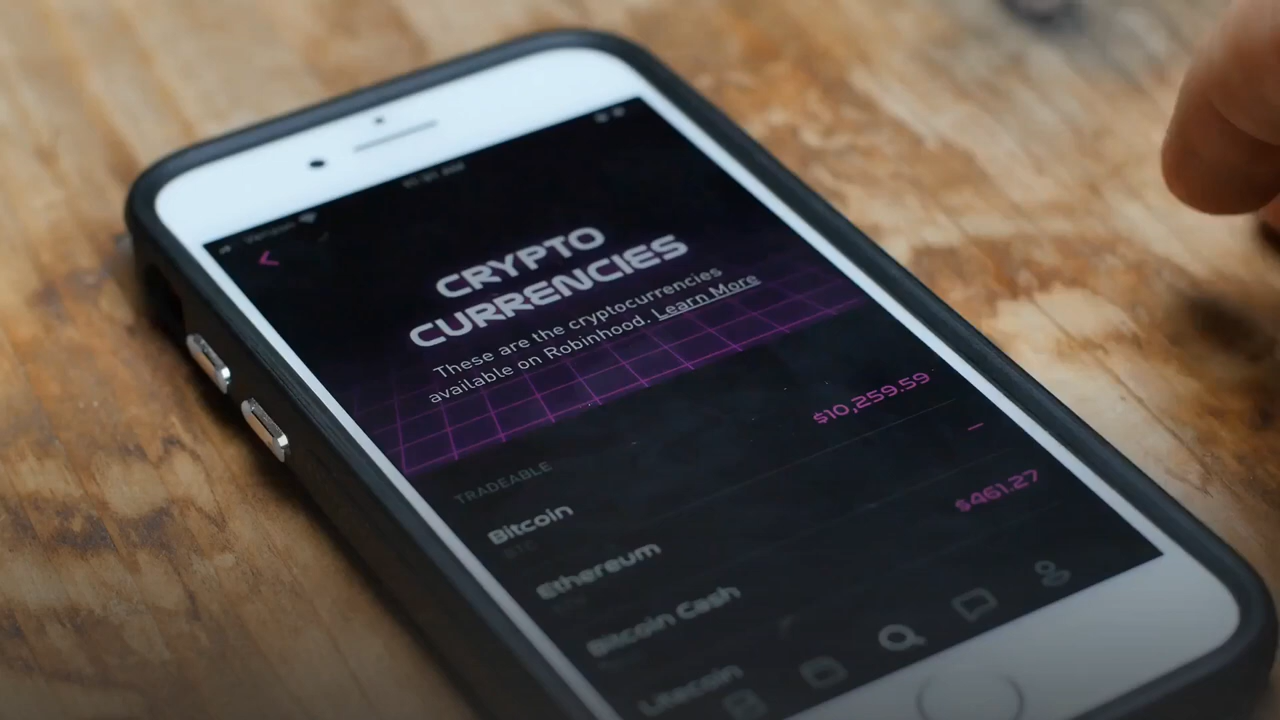 CRYPTO
CURRENCIES
These are the cryptocurrencies
available on Robinhood. Learn More
TRADEABLE
Bitcoin
$10,259.59
BTC
Ethereum
—
Bitcoin Cash
$461.27
Litecoin